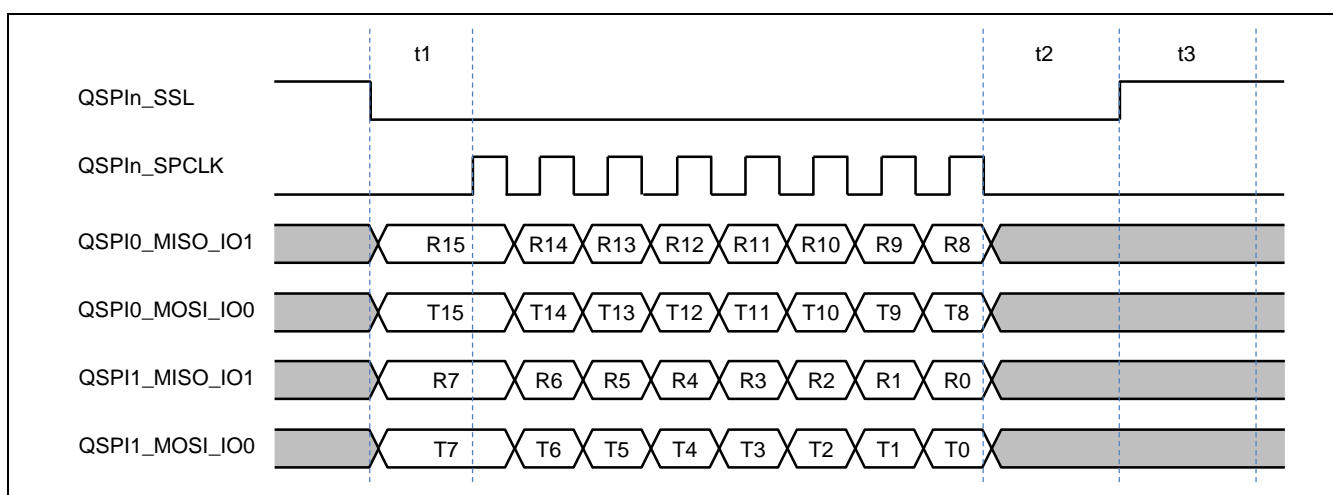 t1 t2 t3
QSPIn_SSL
QSPIn_SPCLK
QSPI0_MISO_IO1 R15 R14 R13 R12 R11 R10 R9 R8
QSPI0_MOSI_IO0 T15 T14 T13 T12 T11 T10 T9 T8
QSPI1_MISO_IO1 R7 R6 R5 R4 R3 R2 R1 R0
QSPI1_MOSI_IO0 T7 T6 T5 T4 T3 T2 T1 T0